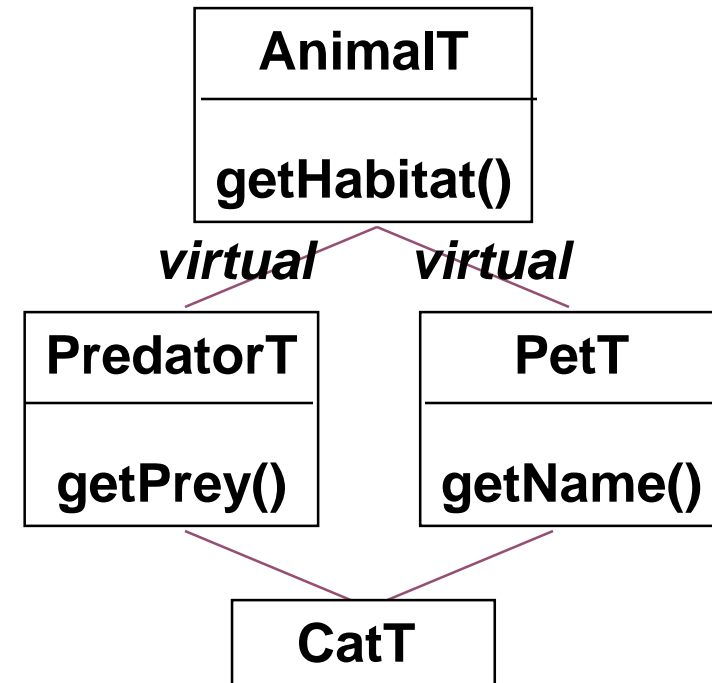 AnimalT
getHabitat()
virtual virtual
PredatorT PetT
getPrey() getName()
CatT